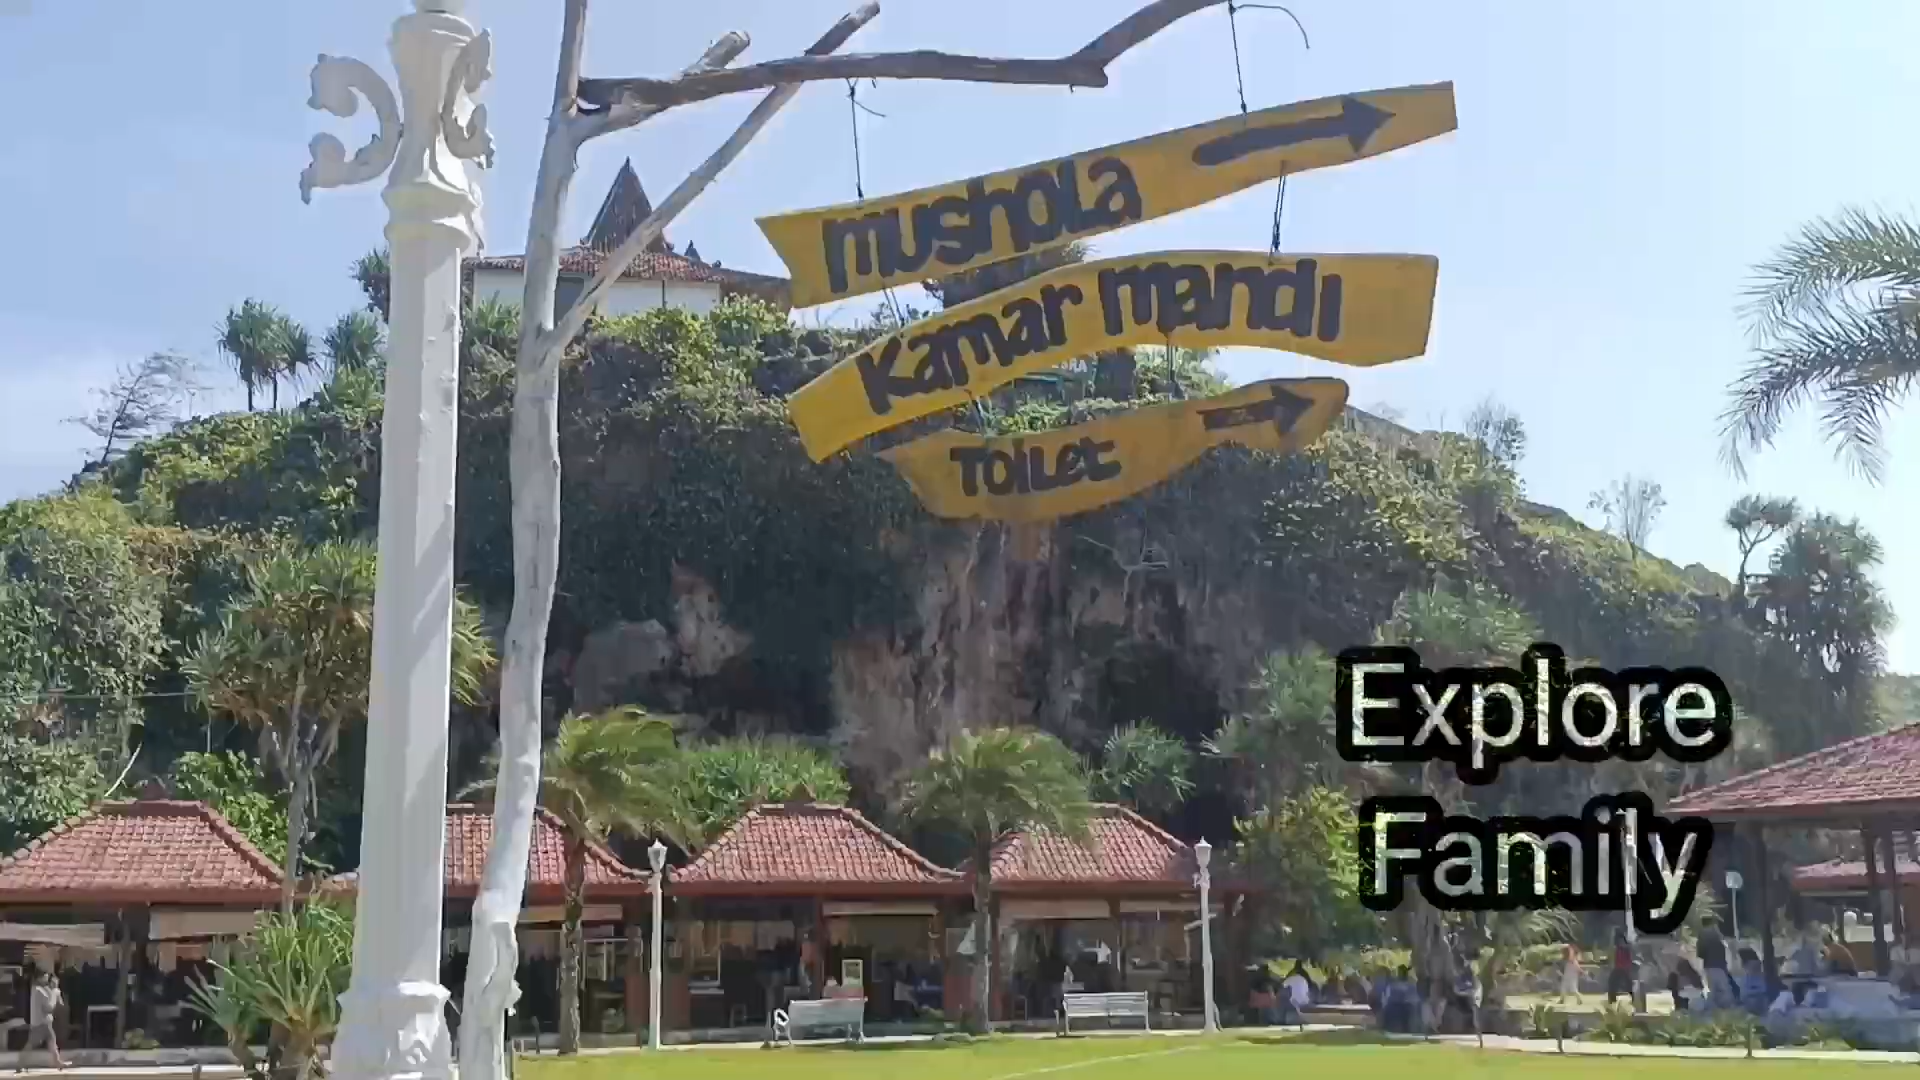 mushola
Kamar mandi
Toilet
Explore
Family